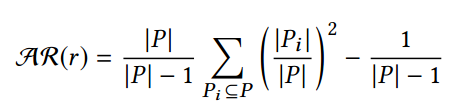 𝒜ℛ(r) = |P| / (|P| − 1) ∑_{P_i ⊆ P} (|P_i| / |P|)^2 − 1 / (|P| − 1)